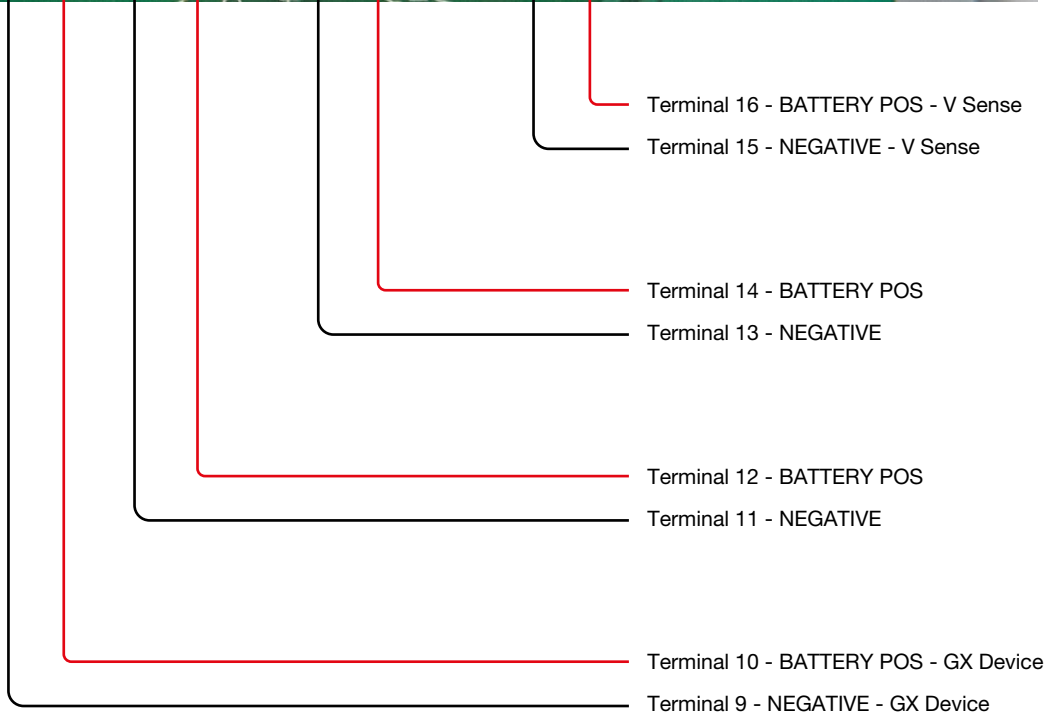 Terminal 16 - BATTERY POS - V Sense
Terminal 15 - NEGATIVE - V Sense
Terminal 14 - BATTERY POS
Terminal 13 - NEGATIVE
Terminal 12 - BATTERY POS
Terminal 11 - NEGATIVE
Terminal 10 - BATTERY POS - GX Device
Terminal 9 - NEGATIVE - GX Device